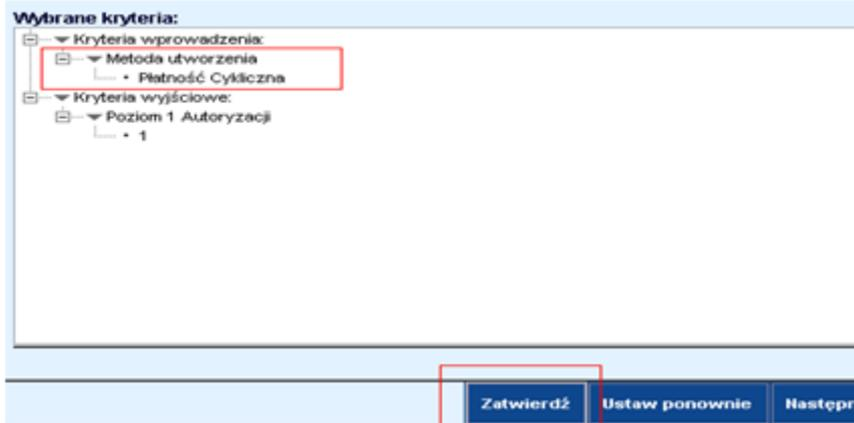 Wybrane kryteria:
Kryteria wprowadzenia:
Metoda utworzenia
Płatność Cykliczna
Kryteria wyjściowe:
Poziom 1 Autoryzacji
1
Zatwierdź Ustaw ponownie